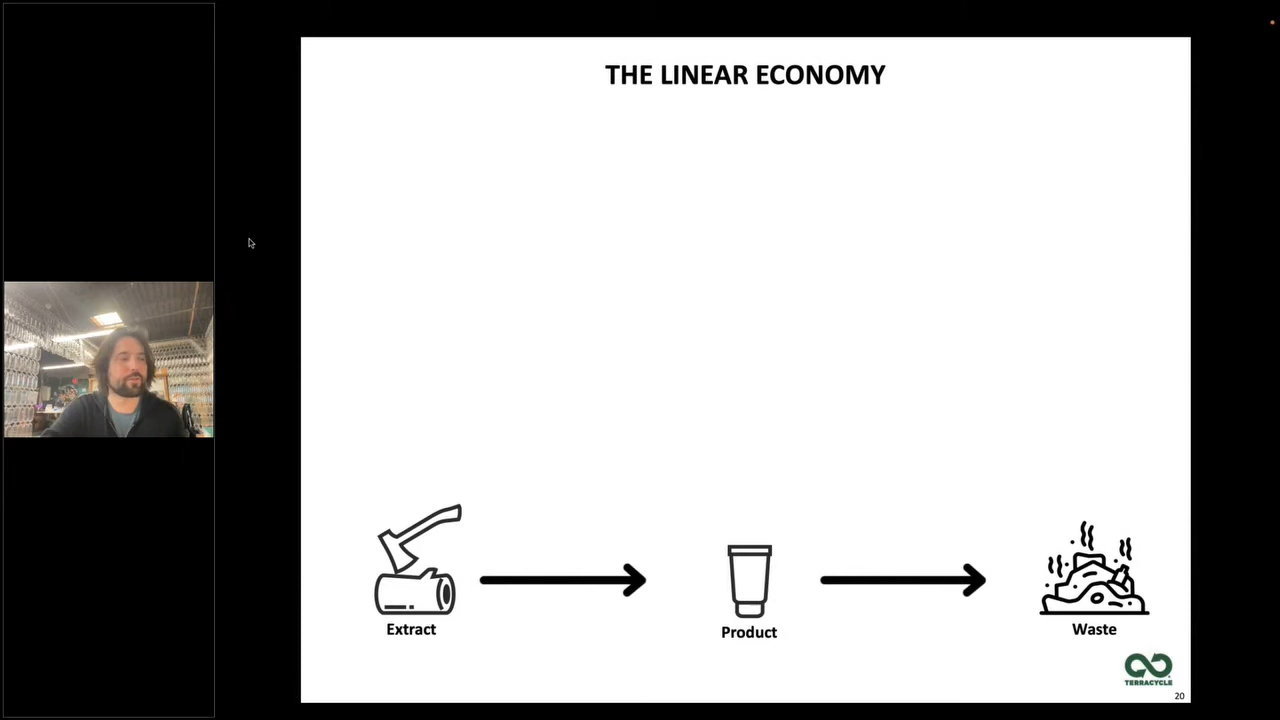 THE LINEAR ECONOMY
Extract
Product
Waste
TERRACYCLE
20